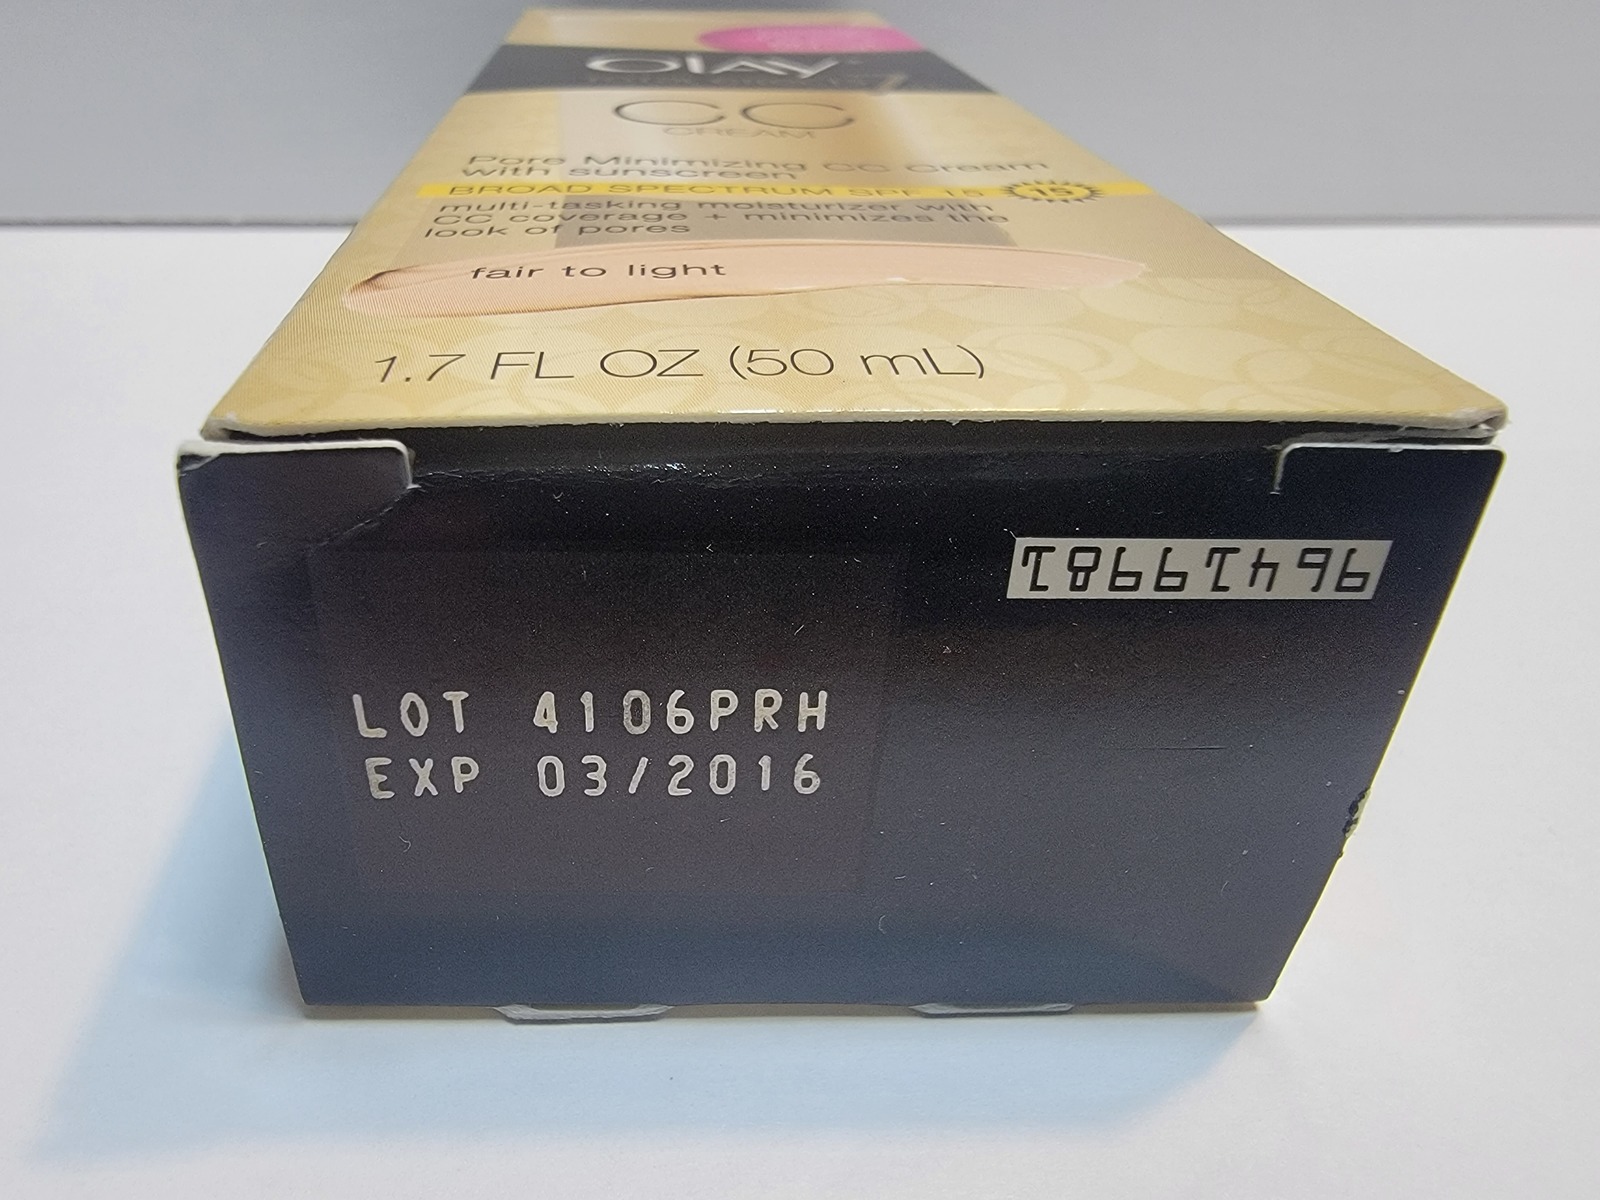 OLAY
CC
CREAM
Pore Minimizing CC Cream
with sunscreen
BROAD SPECTRUM SPF 15 15
multi-tasking moisturizer with
CC coverage + minimizes the
look of pores
fair to light
1.7 FL OZ (50 mL)
96419981
LOT 4106PRH
EXP 03/2016